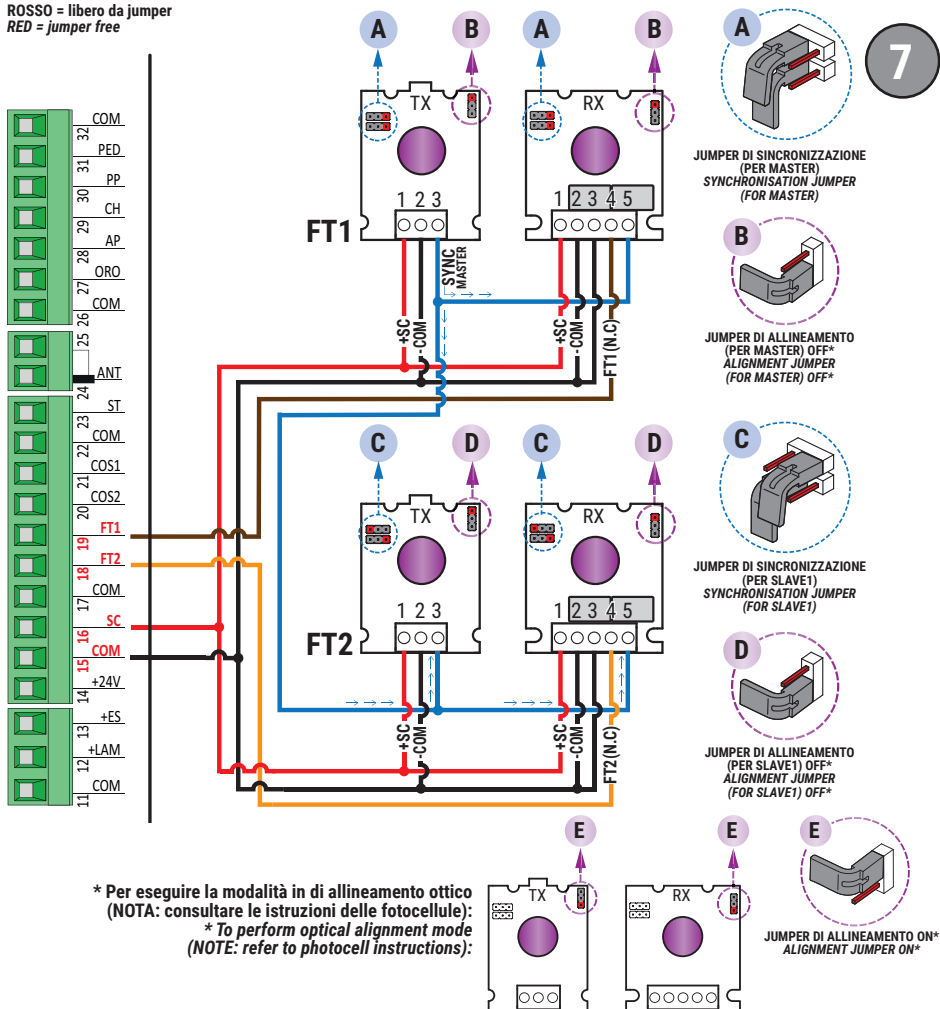 ROSSO = libero da jumper
RED = jumper free
7
A
B
A
B
A
TX
RX
JUMPER DI SINCRONIZZAZIONE
(PER MASTER)
SYNCHRONISATION JUMPER
(FOR MASTER)
B
JUMPER DI ALLINEAMENTO
(PER MASTER) OFF*
ALIGNMENT JUMPER
(FOR MASTER) OFF*
FT1
1 2 3
1 2 3 4 5
SYNC
MASTER
+SC
-COM
+SC
-COM
FT1(N.C)
COM
32
PED
31
PP
30
CH
29
AP
28
ORO
27
COM
26
25
ANT
24
ST
23
COM
22
COS1
21
COS2
20
FT1
19
FT2
18
COM
17
SC
16
COM
15
+24V
14
+ES
13
+LAM
12
COM
11
C
D
C
D
C
TX
RX
JUMPER DI SINCRONIZZAZIONE
(PER SLAVE1)
SYNCHRONISATION JUMPER
(FOR SLAVE1)
FT2
1 2 3
1 2 3 4 5
+SC
-COM
+SC
-COM
FT2(N.C)
D
JUMPER DI ALLINEAMENTO
(PER SLAVE1) OFF*
ALIGNMENT JUMPER
(FOR SLAVE1) OFF*
E
E
E
TX
RX
* Per eseguire la modalità in di allineamento ottico
(NOTA: consultare le istruzioni delle fotocellule):
* To perform optical alignment mode
(NOTE: refer to photocell instructions):
JUMPER DI ALLINEAMENTO ON*
ALIGNMENT JUMPER ON*